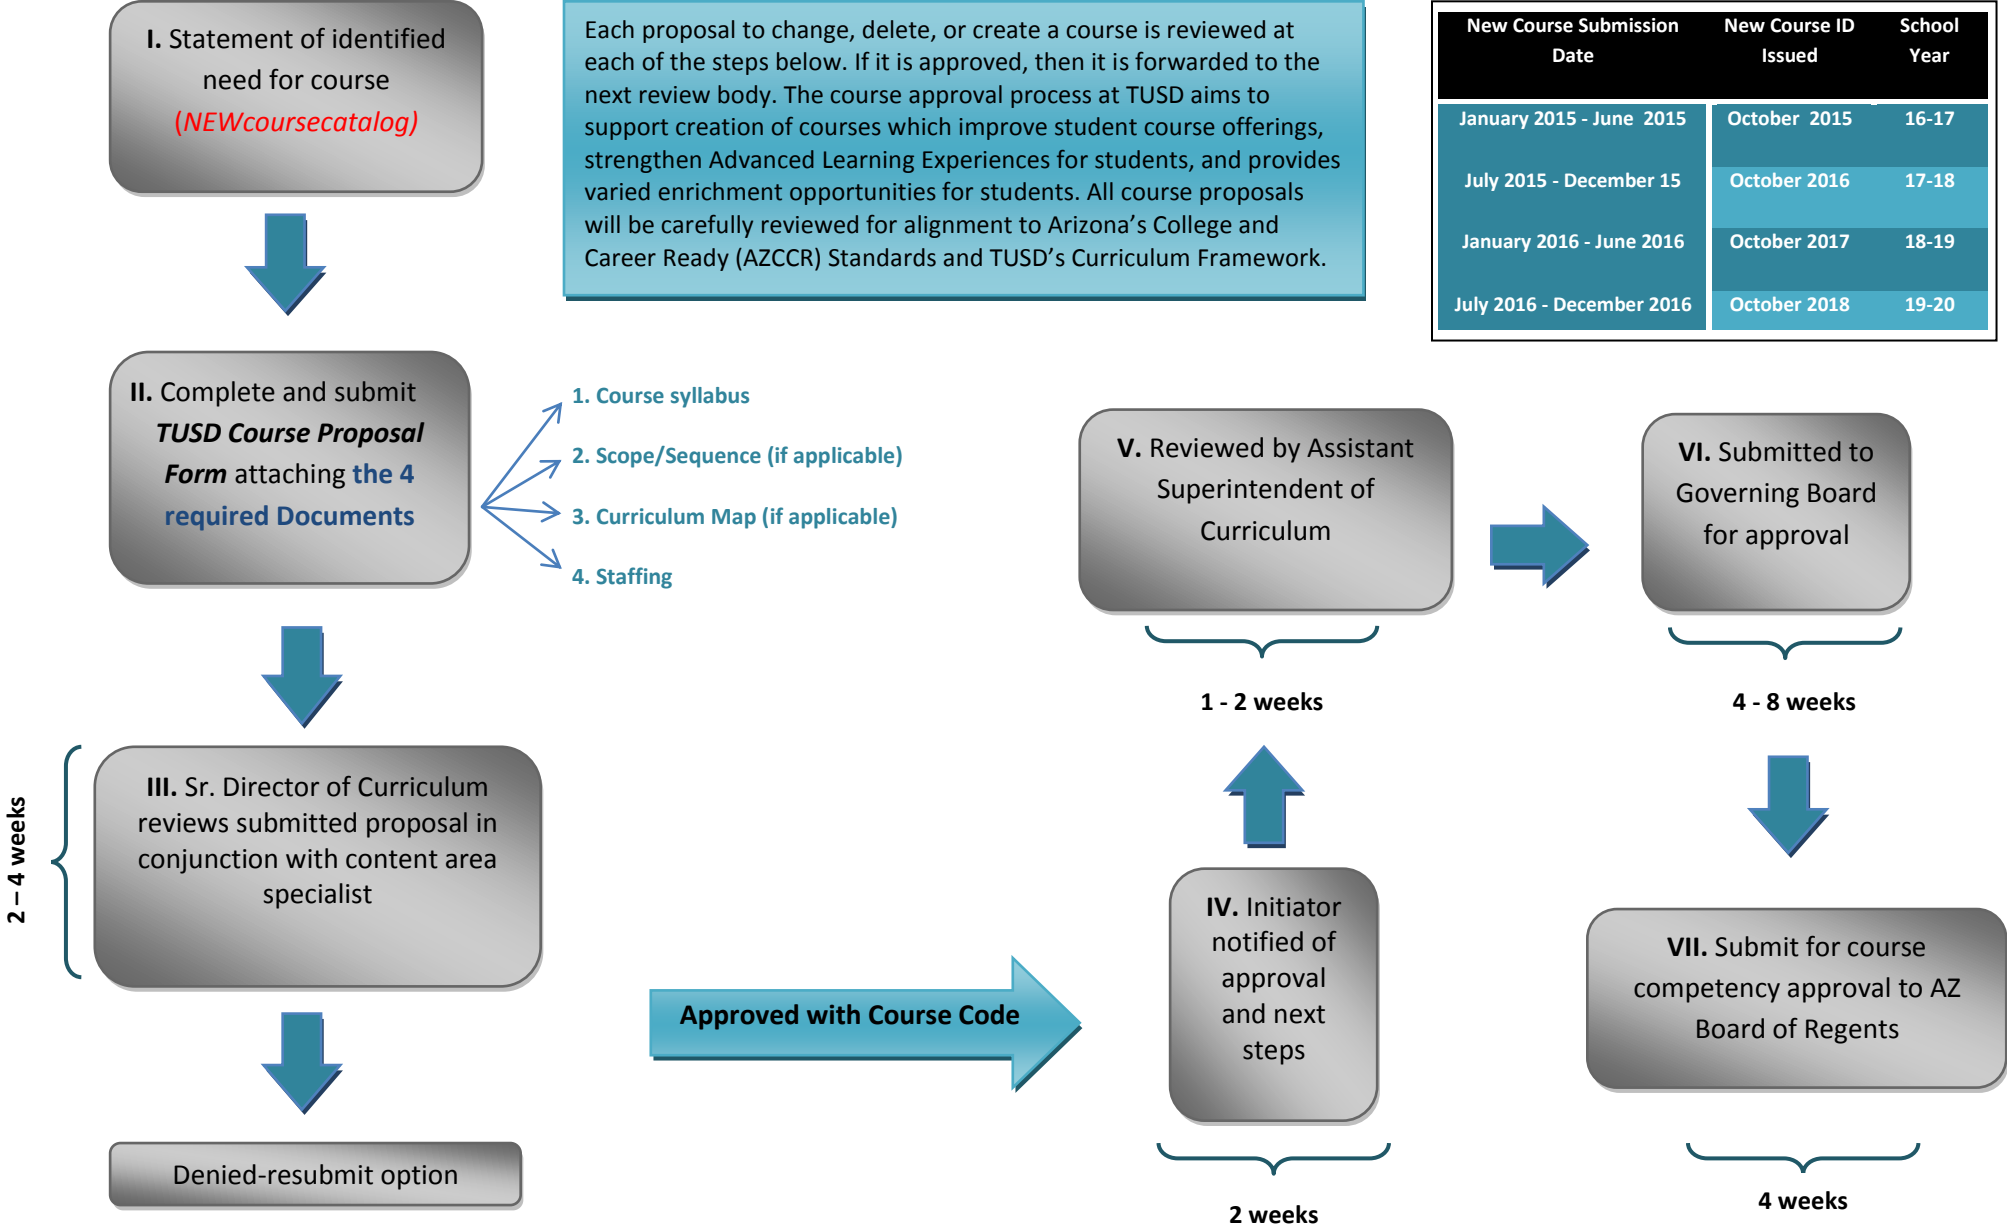 I. Statement of identified
need for course
(NEWcoursecatalog)
Each proposal to change, delete, or create a course is reviewed at
each of the steps below. If it is approved, then it is forwarded to the
next review body. The course approval process at TUSD aims to
support creation of courses which improve student course offerings,
strengthen Advanced Learning Experiences for students, and provides
varied enrichment opportunities for students. All course proposals
will be carefully reviewed for alignment to Arizona’s College and
Career Ready (AZCCR) Standards and TUSD’s Curriculum Framework.
New Course Submission Date | New Course ID Issued | School Year
January 2015 - June  2015 | October  2015 | 16-17
July 2015 - December 15 | October 2016 | 17-18
January 2016 - June 2016 | October 2017 | 18-19
July 2016 - December 2016 | October 2018 | 19-20
II. Complete and submit
TUSD Course Proposal
Form attaching the 4
required Documents
1. Course syllabus
2. Scope/Sequence (if applicable)
3. Curriculum Map (if applicable)
4. Staffing
2 – 4 weeks
III. Sr. Director of Curriculum
reviews submitted proposal in
conjunction with content area
specialist
Denied-resubmit option
Approved with Course Code
IV. Initiator
notified of
approval
and next
steps
2 weeks
V. Reviewed by Assistant
Superintendent of
Curriculum
1 - 2 weeks
VI. Submitted to
Governing Board
for approval
4 - 8 weeks
VII. Submit for course
competency approval to AZ
Board of Regents
4 weeks